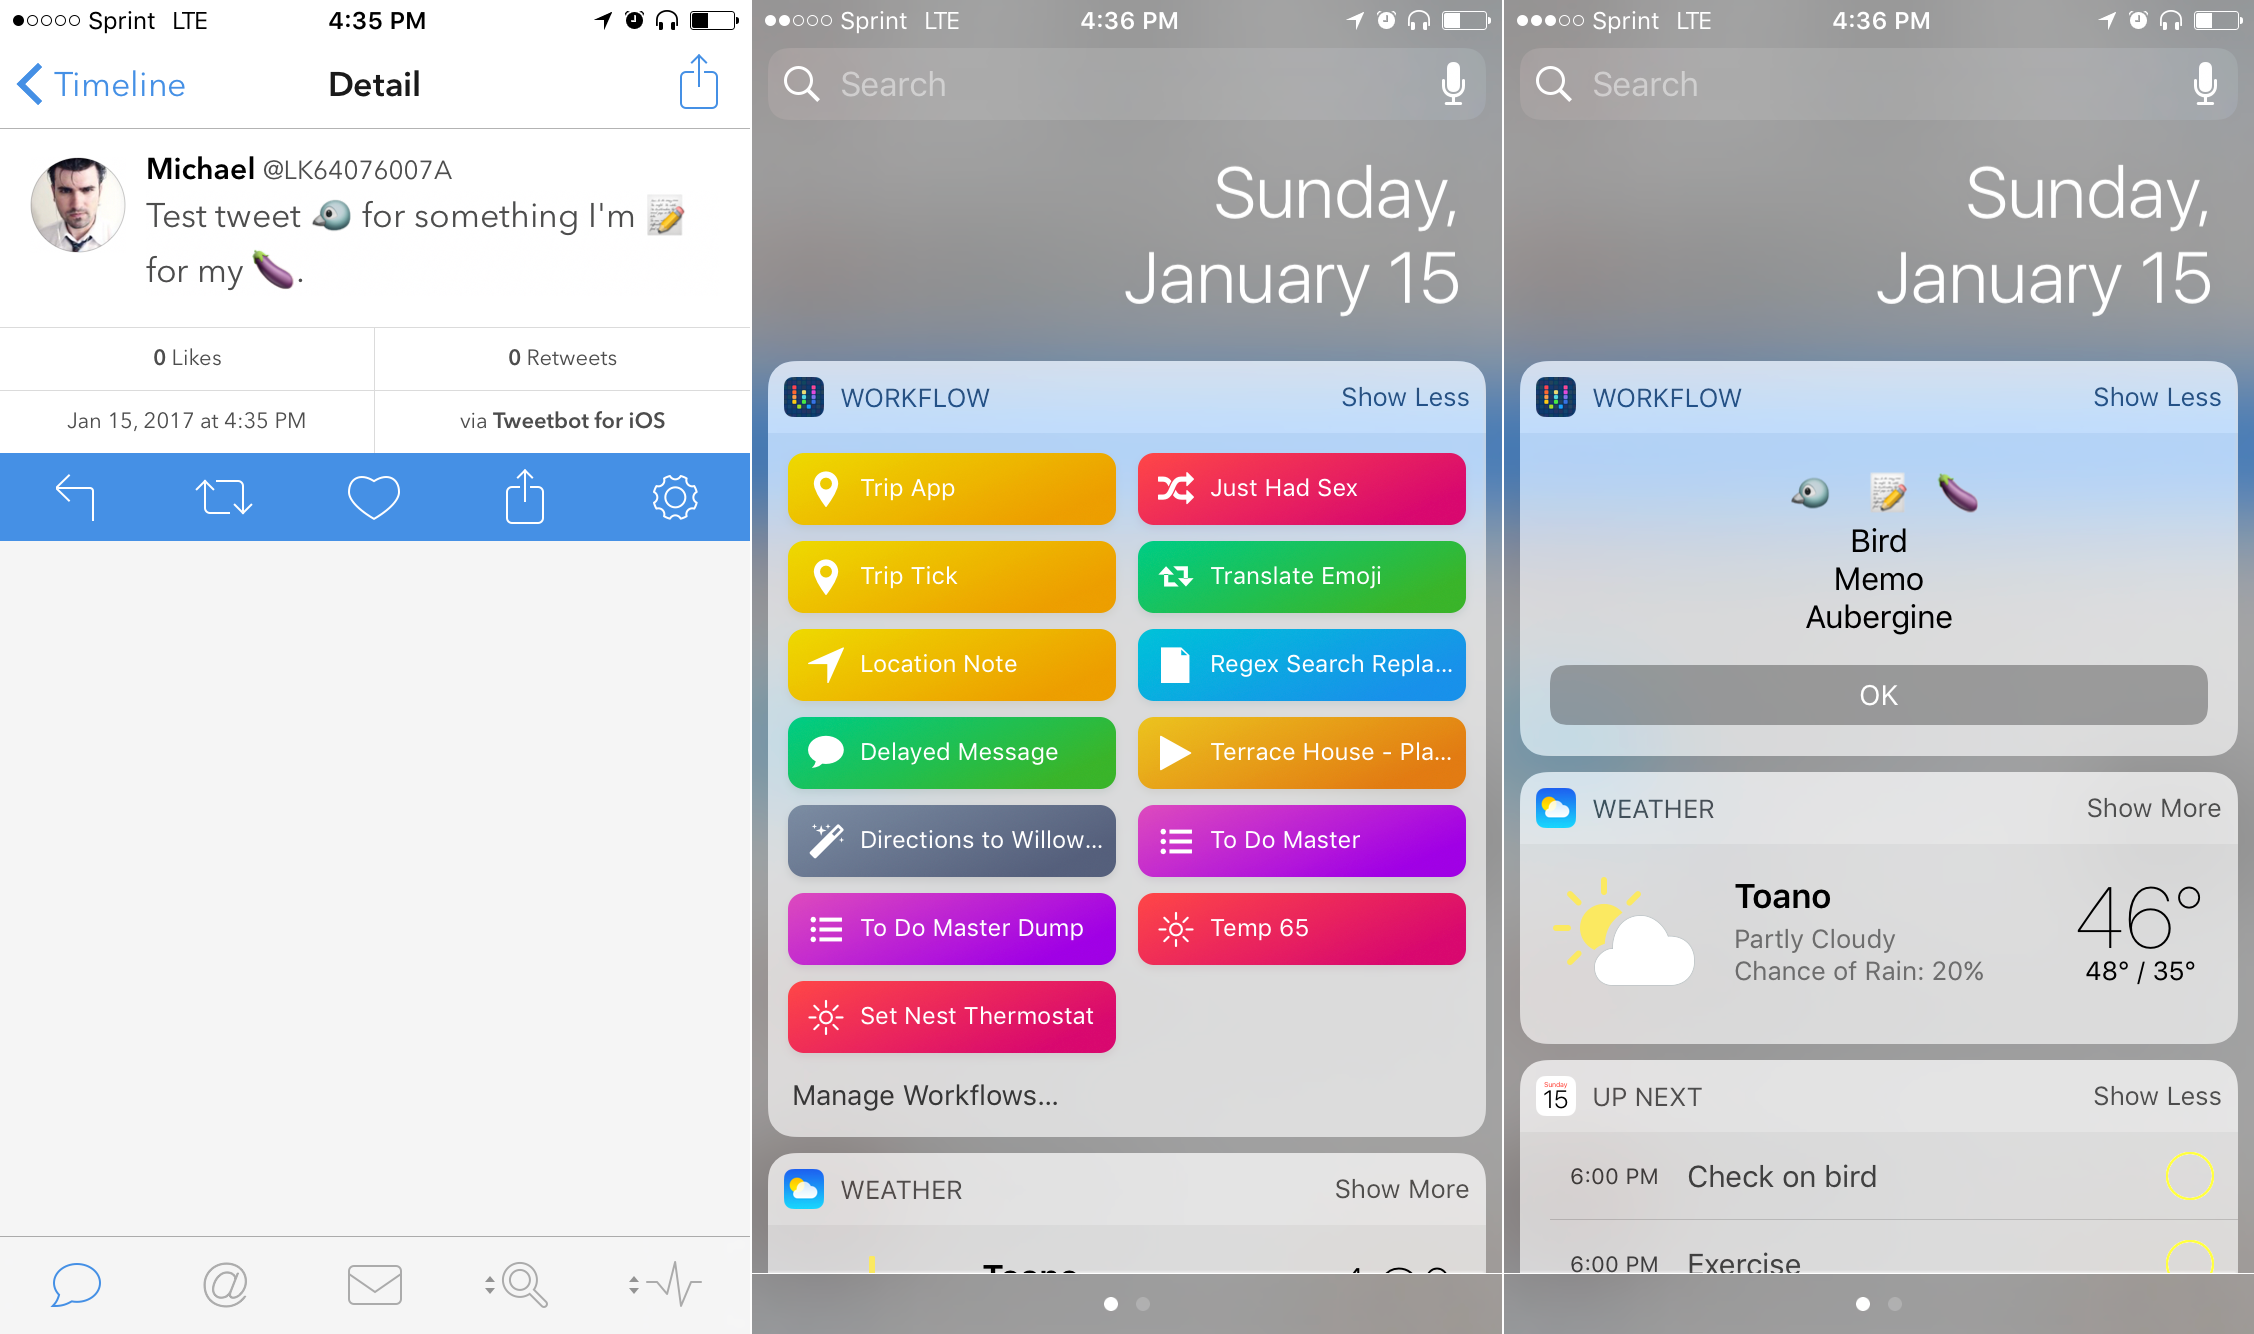 Sprint LTE 4:35 PM
Timeline Detail
Michael @LK64076007A
Test tweet 🐦 for something I'm 📝
for my 🍆.
0 Likes 0 Retweets
Jan 15, 2017 at 4:35 PM via Tweetbot for iOS
@
Sprint LTE 4:36 PM
Search
Sunday,
January 15
WORKFLOW Show Less
Trip App Just Had Sex
Trip Tick Translate Emoji
Location Note Regex Search Repla...
Delayed Message Terrace House - Pla...
Directions to Willow... To Do Master
To Do Master Dump Temp 65
Set Nest Thermostat
Manage Workflows...
WEATHER Show More
Toano
Sprint LTE 4:36 PM
Search
Sunday,
January 15
WORKFLOW Show Less
🐦 📝 🍆
Bird
Memo
Aubergine
OK
WEATHER Show More
Toano 46°
Partly Cloudy
Chance of Rain: 20% 48° / 35°
Sunday
15 UP NEXT Show Less
6:00 PM Check on bird
6:00 PM Exercise